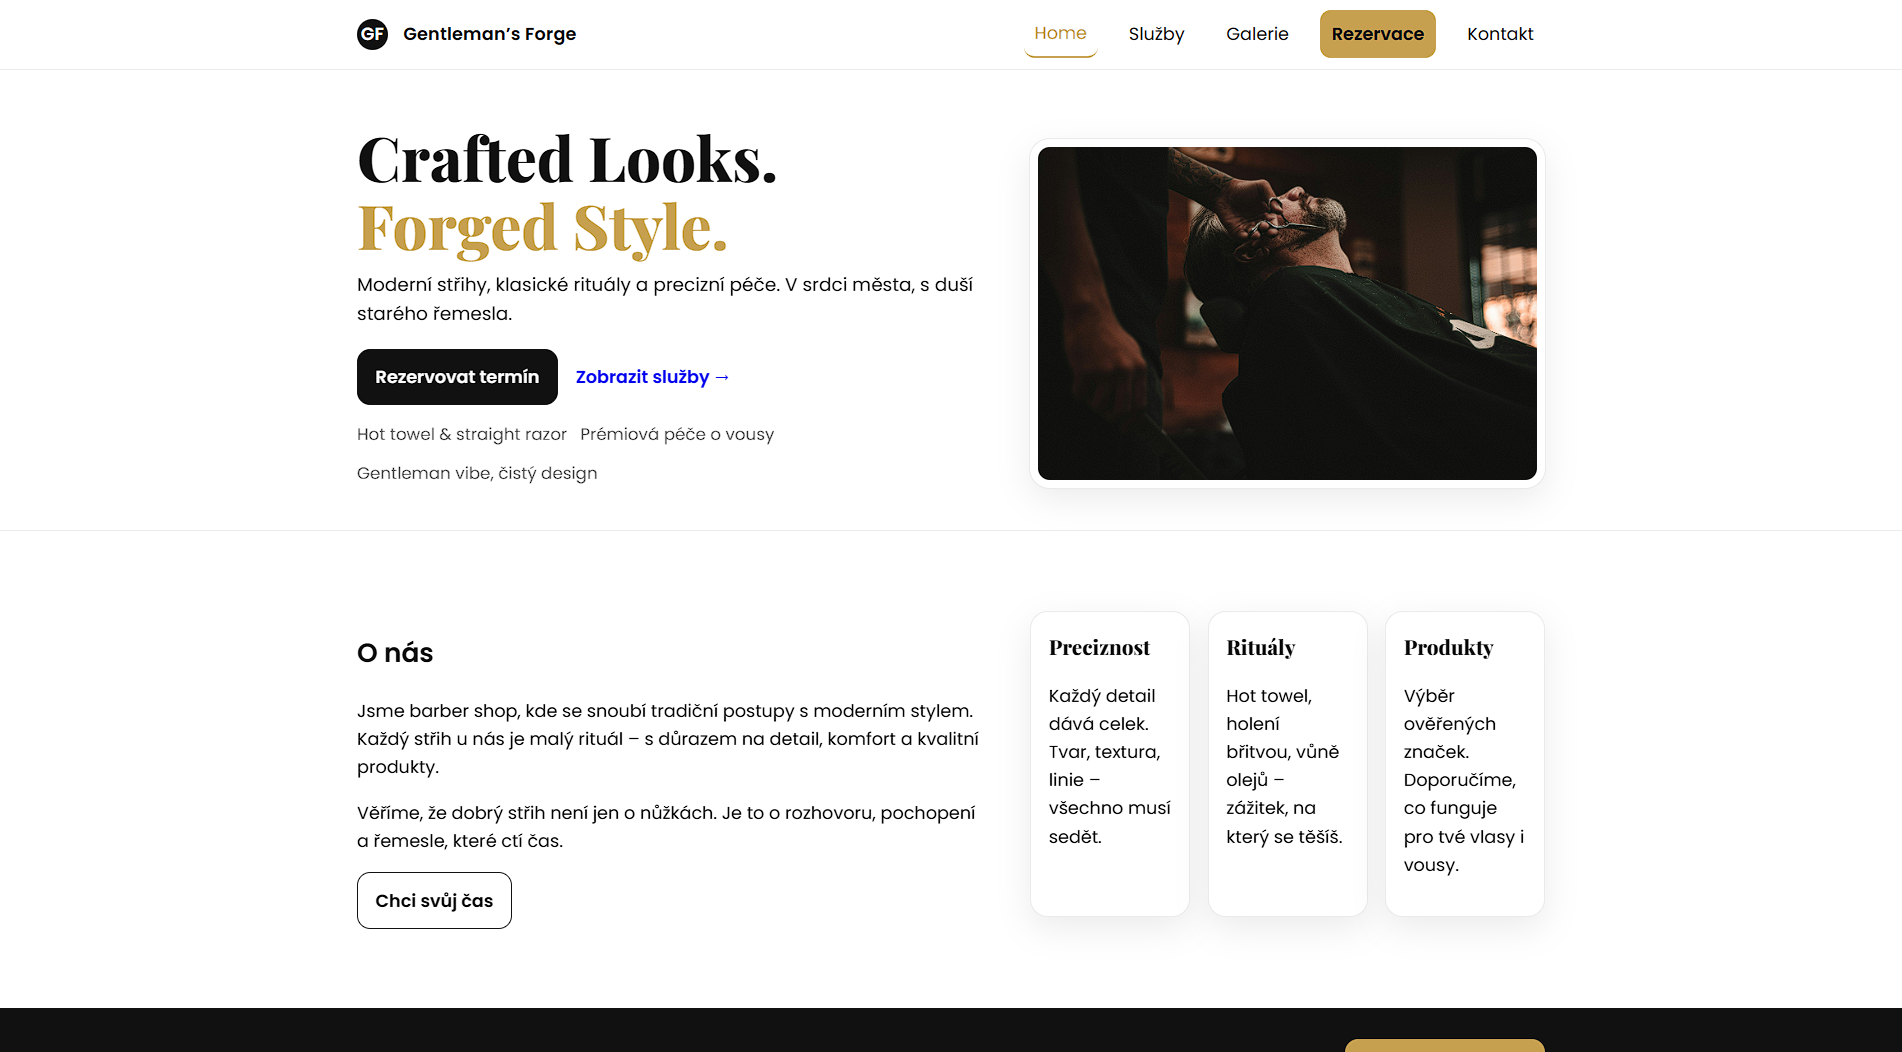 GF Gentleman’s Forge
Home Služby Galerie Rezervace Kontakt
Crafted Looks.
Forged Style.
Moderní střihy, klasické rituály a precizní péče. V srdci města, s duší
starého řemesla.
Rezervovat termín Zobrazit služby →
Hot towel & straight razor Prémiová péče o vousy
Gentleman vibe, čistý design
O nás
Jsme barber shop, kde se snoubí tradiční postupy s moderním stylem.
Každý střih u nás je malý rituál – s důrazem na detail, komfort a kvalitní
produkty.
Věříme, že dobrý střih není jen o nůžkách. Je to o rozhovoru, pochopení
a řemesle, které ctí čas.
Chci svůj čas
Preciznost
Každý detail
dává celek.
Tvar, textura,
linie –
všechno musí
sedět.
Rituály
Hot towel,
holení
břitvou, vůně
olejů –
zážitek, na
který se těšíš.
Produkty
Výběr
ověřených
značek.
Doporučíme,
co funguje
pro tvé vlasy i
vousy.